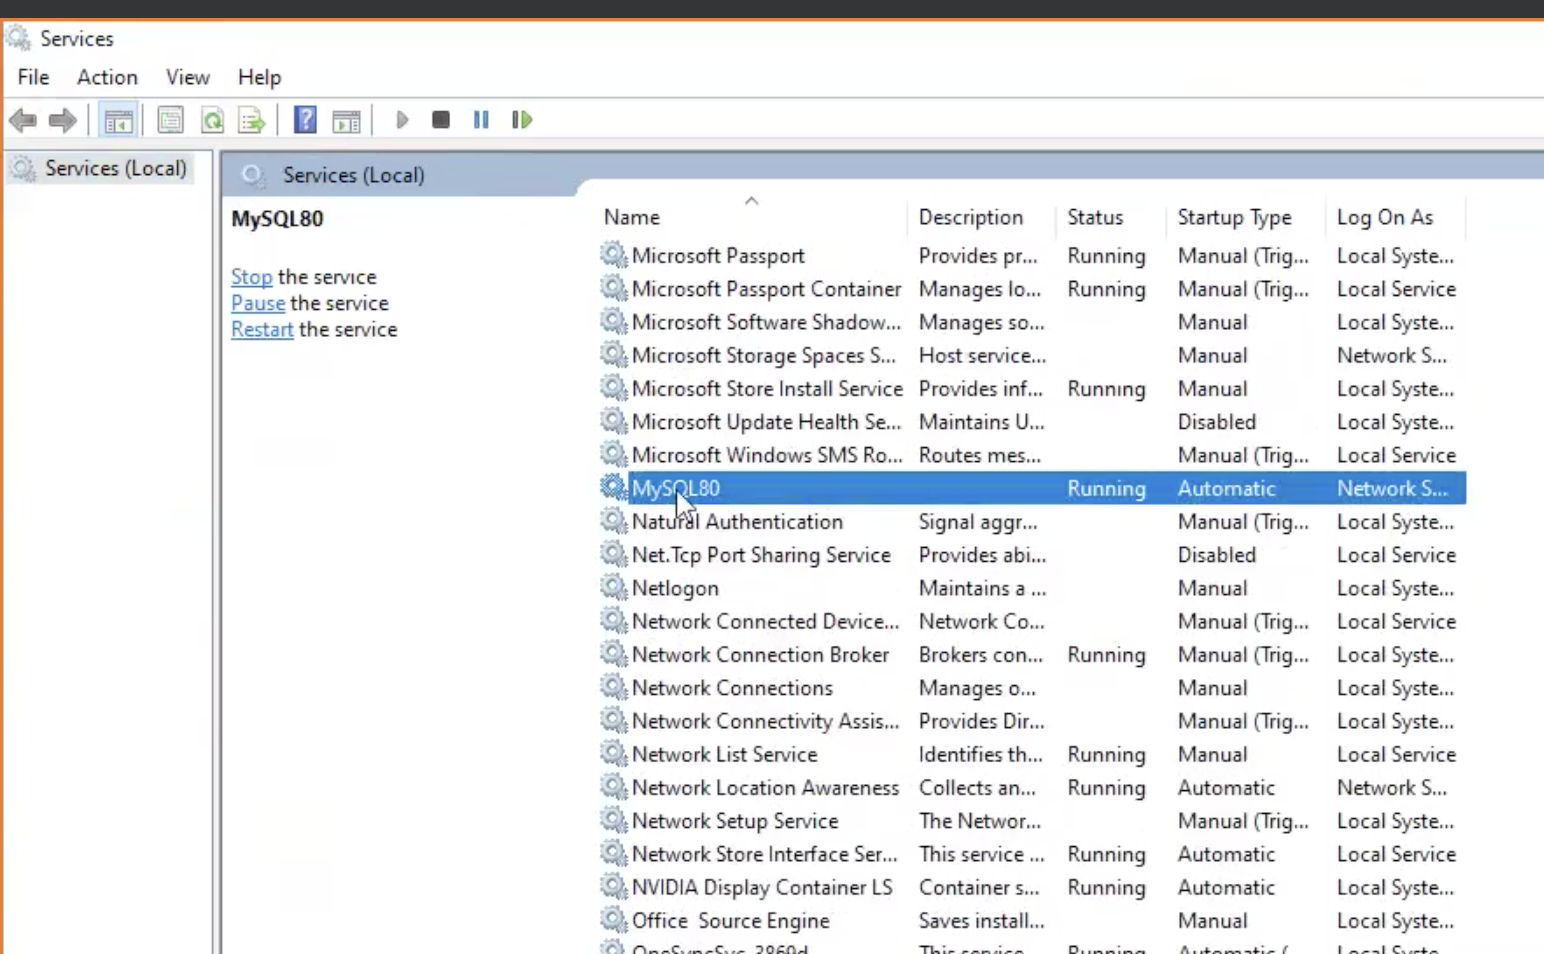 Services
File Action View Help
Services (Local)
Services (Local)
MySQL80
Stop the service
Pause the service
Restart the service
Name Description Status Startup Type Log On As
Microsoft Passport Provides pr... Running Manual (Trig... Local Syste...
Microsoft Passport Container Manages lo... Running Manual (Trig... Local Service
Microsoft Software Shadow... Manages so... Manual Local Syste...
Microsoft Storage Spaces S... Host service... Manual Network S...
Microsoft Store Install Service Provides inf... Running Manual Local Syste...
Microsoft Update Health Se... Maintains U... Disabled Local Syste...
Microsoft Windows SMS Ro... Routes mes... Manual (Trig... Local Service
MySQL80 Running Automatic Network S...
Natural Authentication Signal aggr... Manual (Trig... Local Syste...
Net.Tcp Port Sharing Service Provides abi... Disabled Local Service
Netlogon Maintains a ... Manual Local Syste...
Network Connected Device... Network Co... Manual (Trig... Local Service
Network Connection Broker Brokers con... Running Manual (Trig... Local Syste...
Network Connections Manages o... Manual Local Syste...
Network Connectivity Assis... Provides Dir... Manual (Trig... Local Syste...
Network List Service Identifies th... Running Manual Local Service
Network Location Awareness Collects an... Running Automatic Network S...
Network Setup Service The Networ... Manual (Trig... Local Syste...
Network Store Interface Ser... This service ... Running Automatic Local Service
NVIDIA Display Container LS Container s... Running Automatic Local Syste...
Office Source Engine Saves install... Manual Local Syste...
OneSyncSvc_3869d This service Running Automatic ( Local Syste...